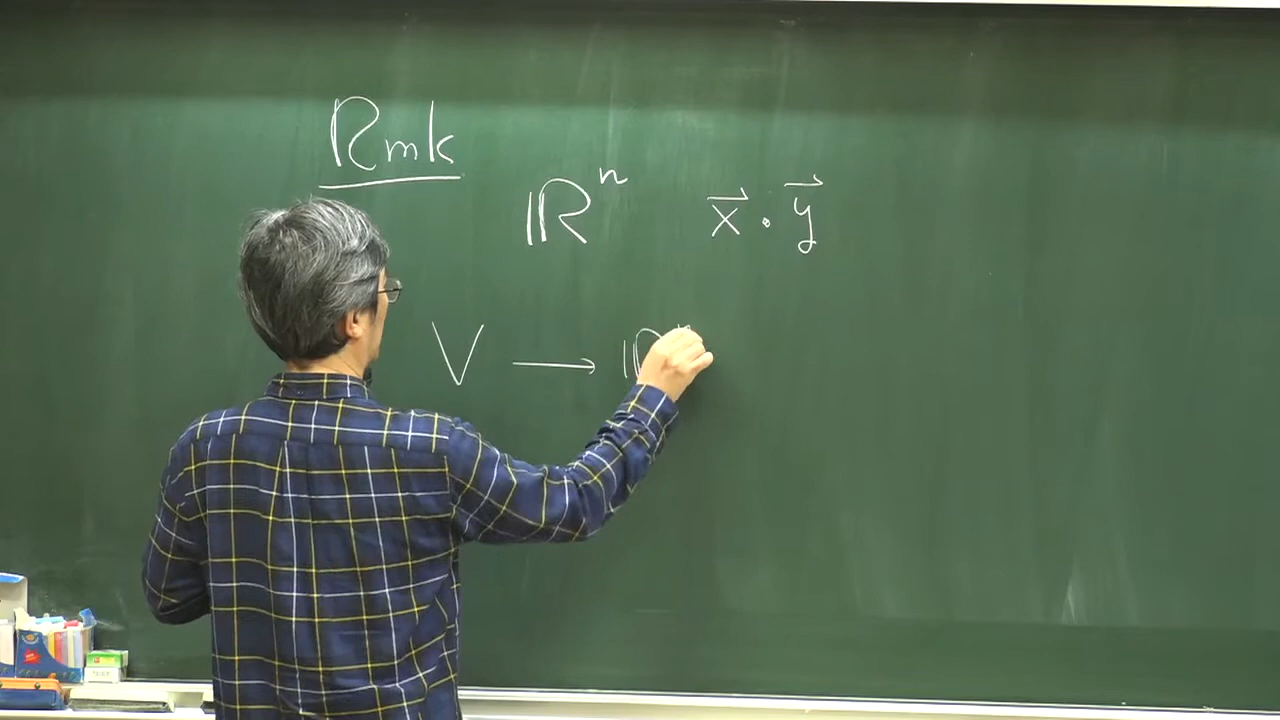 Rmk
ℝⁿ x⃗ · y⃗
V → ℝ